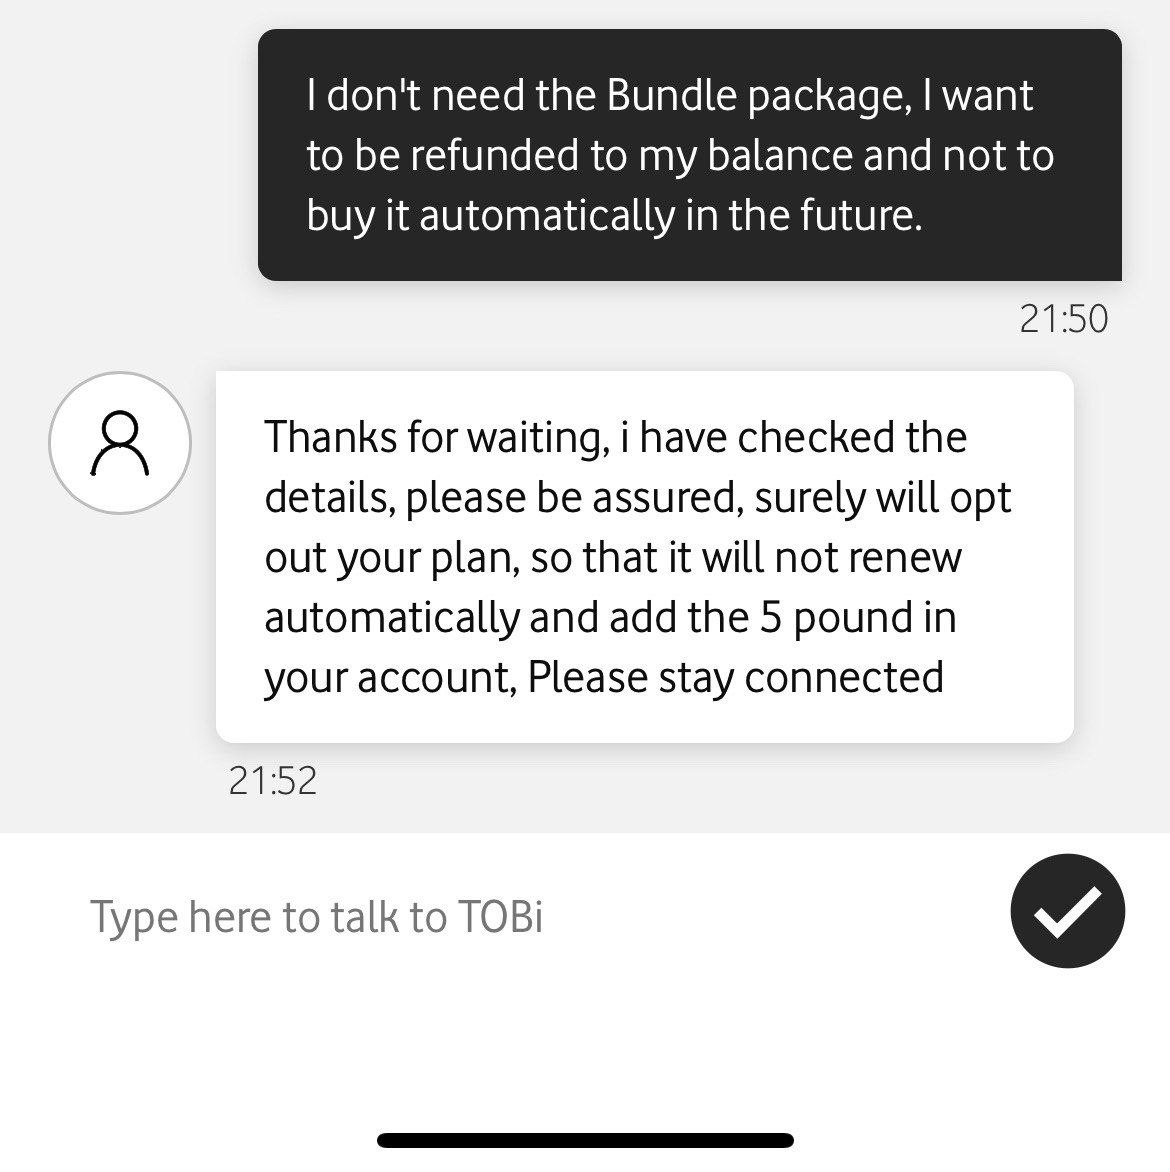 I don't need the Bundle package, I want
to be refunded to my balance and not to
buy it automatically in the future.
21:50
Thanks for waiting, i have checked the
details, please be assured, surely will opt
out your plan, so that it will not renew
automatically and add the 5 pound in
your account, Please stay connected
21:52
Type here to talk to TOBi